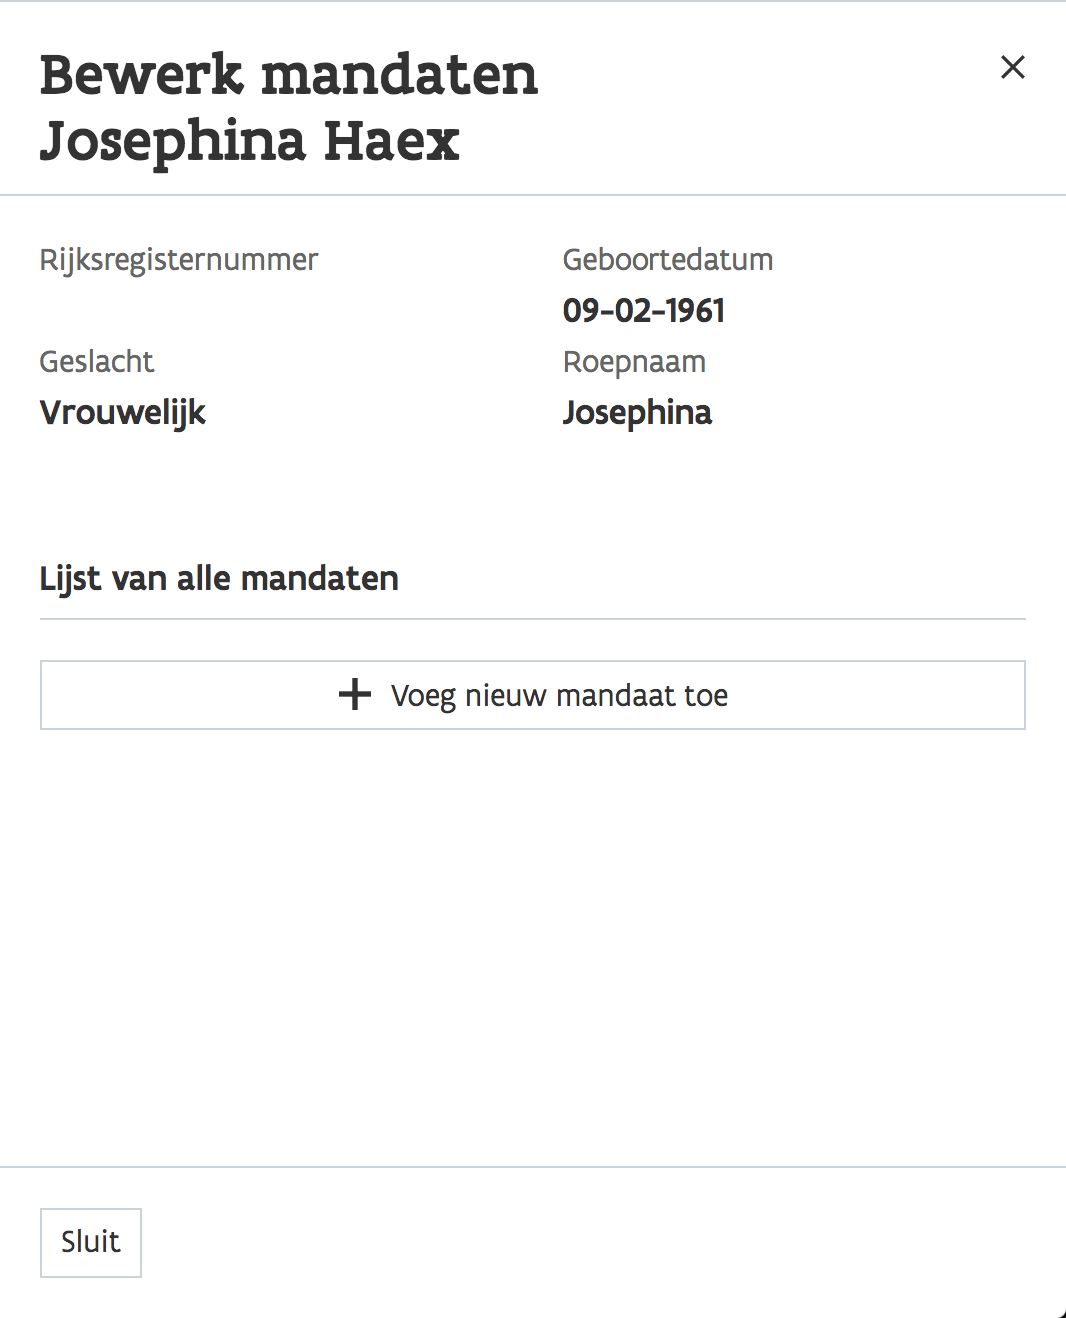 Bewerk mandaten
Josephina Haex
Rijksregisternummer
Geboortedatum
09-02-1961
Geslacht
Vrouwelijk
Roepnaam
Josephina
Lijst van alle mandaten
Voeg nieuw mandaat toe
Sluit